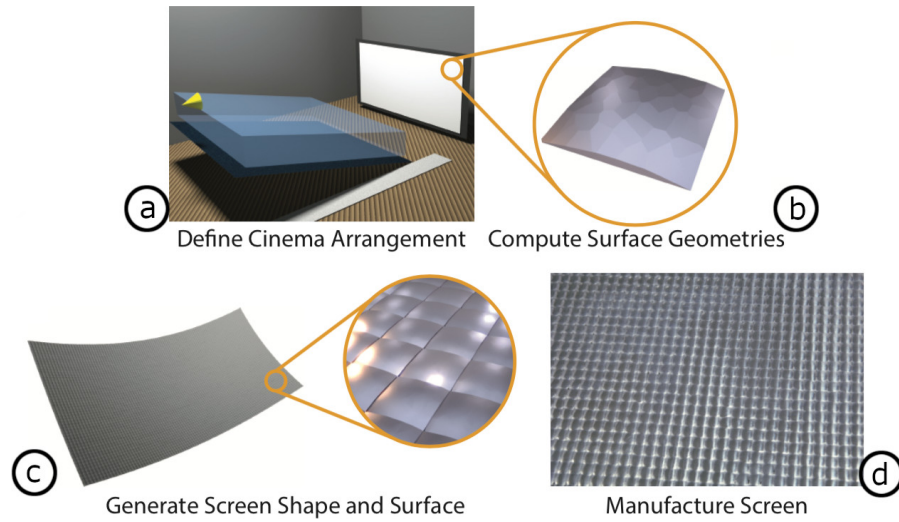 a
b
Define Cinema Arrangement
Compute Surface Geometries
c
d
Generate Screen Shape and Surface
Manufacture Screen